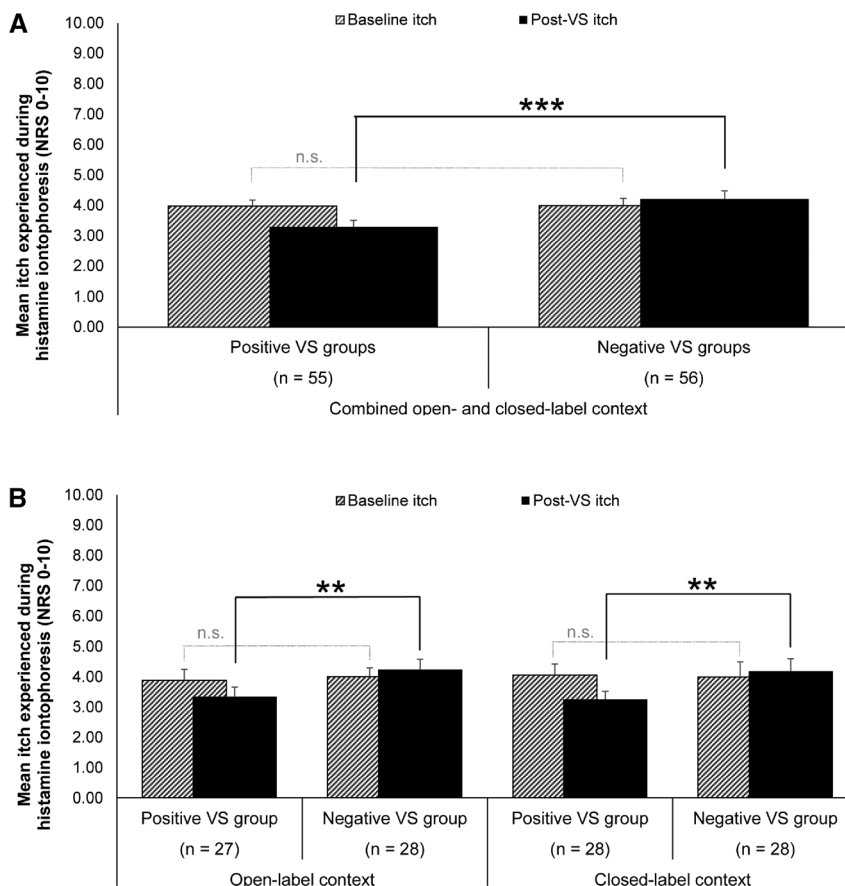 A
Baseline itch
Post-VS itch
Mean itch experienced during
histamine iontophoresis (NRS 0-10)
10.00
9.00
8.00
7.00
6.00
5.00
4.00
3.00
2.00
1.00
0.00
n.s.
***
Positive VS groups
Negative VS groups
(n = 55)
(n = 56)
Combined open- and closed-label context
B
Baseline itch
Post-VS itch
Mean itch experienced during
histamine iontophoresis (NRS 0-10)
10.00
9.00
8.00
7.00
6.00
5.00
4.00
3.00
2.00
1.00
0.00
n.s.
**
n.s.
**
Positive VS group
Negative VS group
Positive VS group
Negative VS group
(n = 27)
(n = 28)
(n = 28)
(n = 28)
Open-label context
Closed-label context